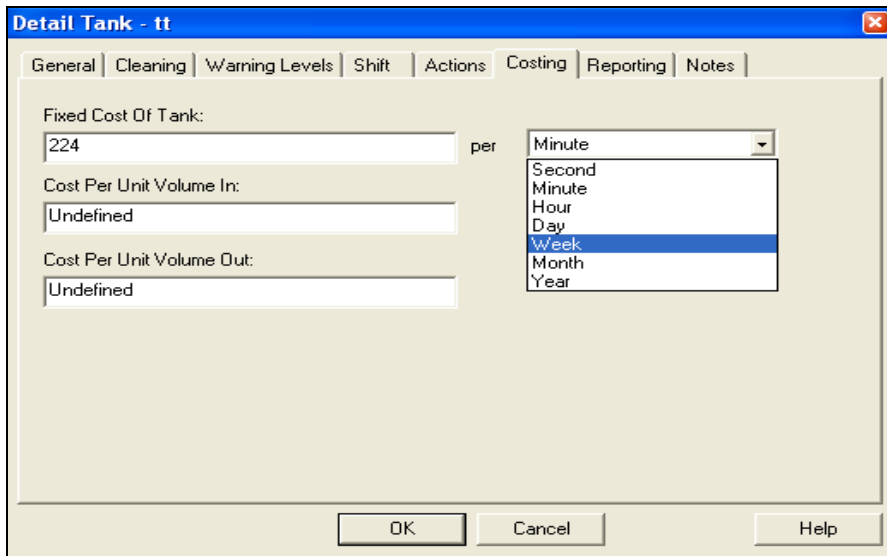 Detail Tank - tt
General Cleaning Warning Levels Shift Actions Costing Reporting Notes
Fixed Cost Of Tank:
224 per Minute
Second
Minute
Hour
Day
Week
Month
Year
Cost Per Unit Volume In:
Undefined
Cost Per Unit Volume Out:
Undefined
OK Cancel Help